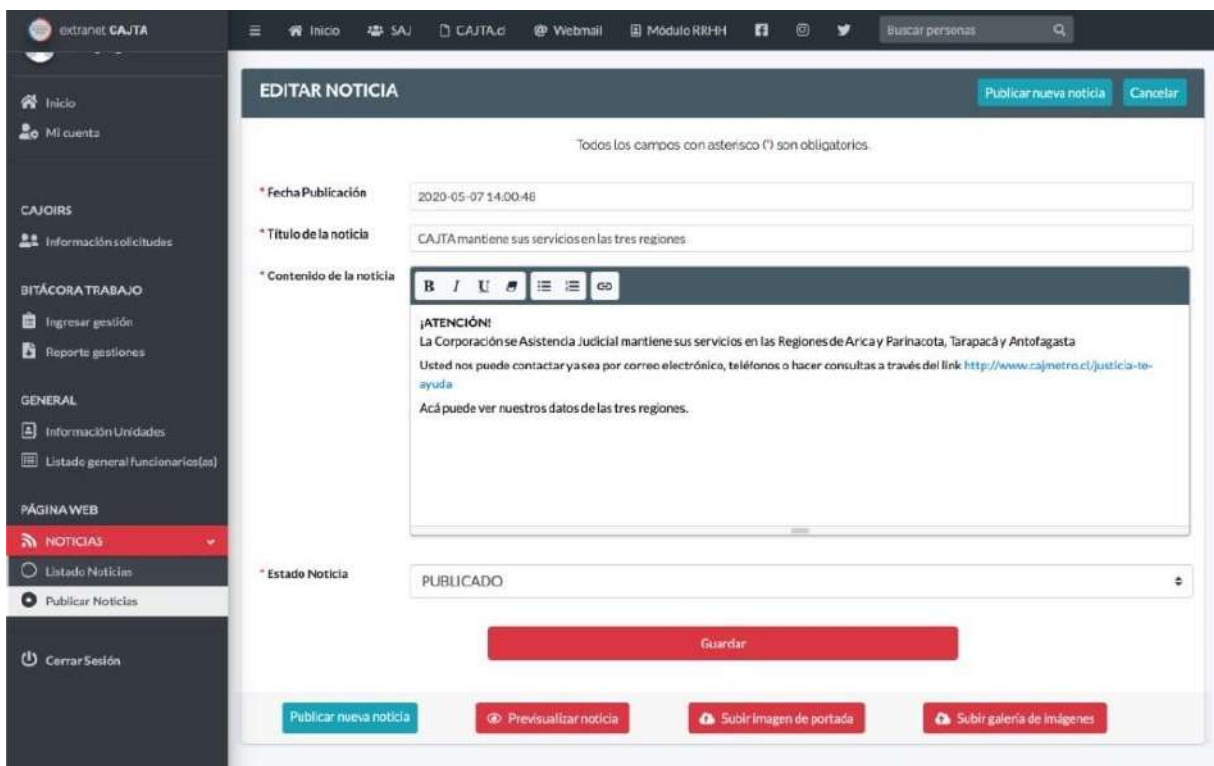 extranet CAJTA
Inicio SAJ CAJTA.cl Webmail Módulo RRHH Buscar personas
Inicio
Mi cuenta
CAJOIRS
Información solicitudes
BITÁCORA TRABAJO
Ingresar gestión
Reporte gestiones
GENERAL
Información Unidades
Listado general funcionarios(as)
PÁGINA WEB
NOTICIAS
Listado Noticias
Publicar Noticias
Cerrar Sesión
EDITAR NOTICIA
Publicar nueva noticia Cancelar
Todos los campos con asterisco (*) son obligatorios.
* Fecha Publicación 2020-05-07 14:00:48
* Título de la noticia CAJTA mantiene sus servicios en las tres regiones
* Contenido de la noticia
B I U
¡ATENCIÓN!
La Corporación se Asistencia Judicial mantiene sus servicios en las Regiones de Arica y Parinacota, Tarapacá y Antofagasta
Usted nos puede contactar ya sea por correo electrónico, teléfonos o hacer consultas a través del link http://www.cajmetro.cl/justicia-te-
ayuda
Acá puede ver nuestros datos de las tres regiones.
* Estado Noticia PUBLICADO
Guardar
Publicar nueva noticia Previsualizar noticia Subir imagen de portada Subir galería de imágenes